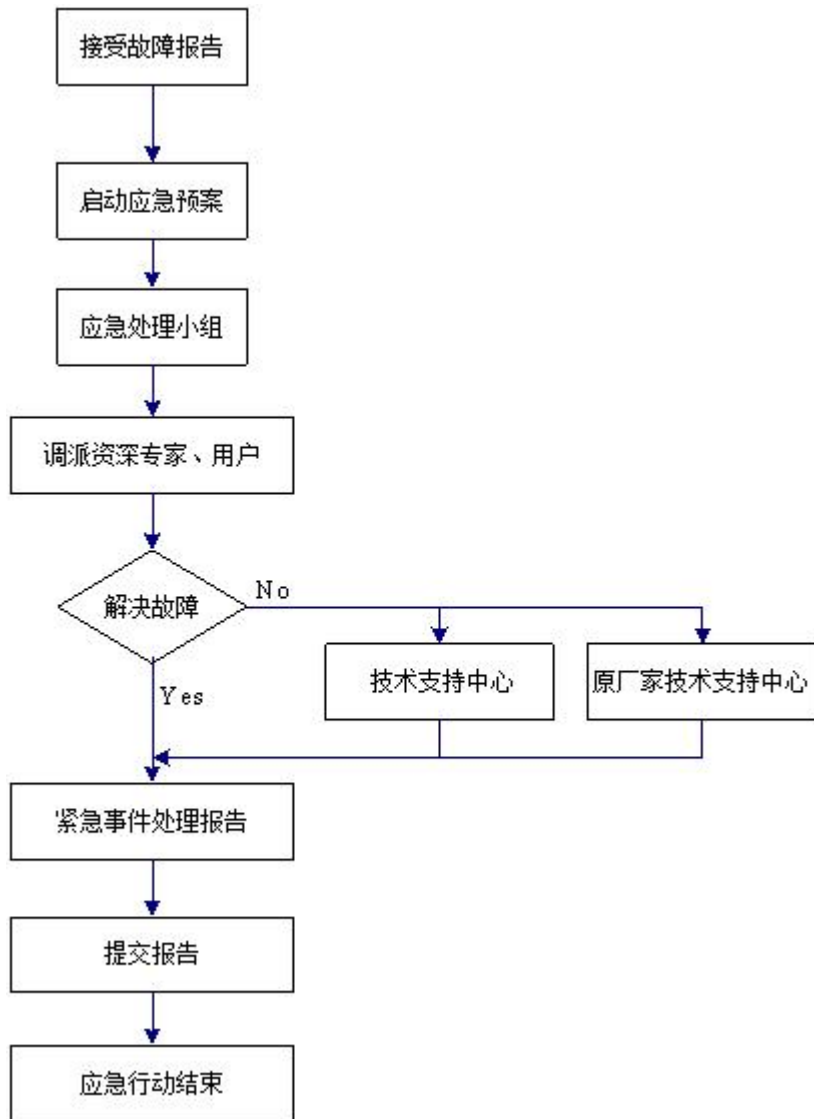 接受故障报告
启动应急预案
应急处理小组
调派资深专家、用户
解决故障
No
Yes
技术支持中心
原厂家技术支持中心
紧急事件处理报告
提交报告
应急行动结束